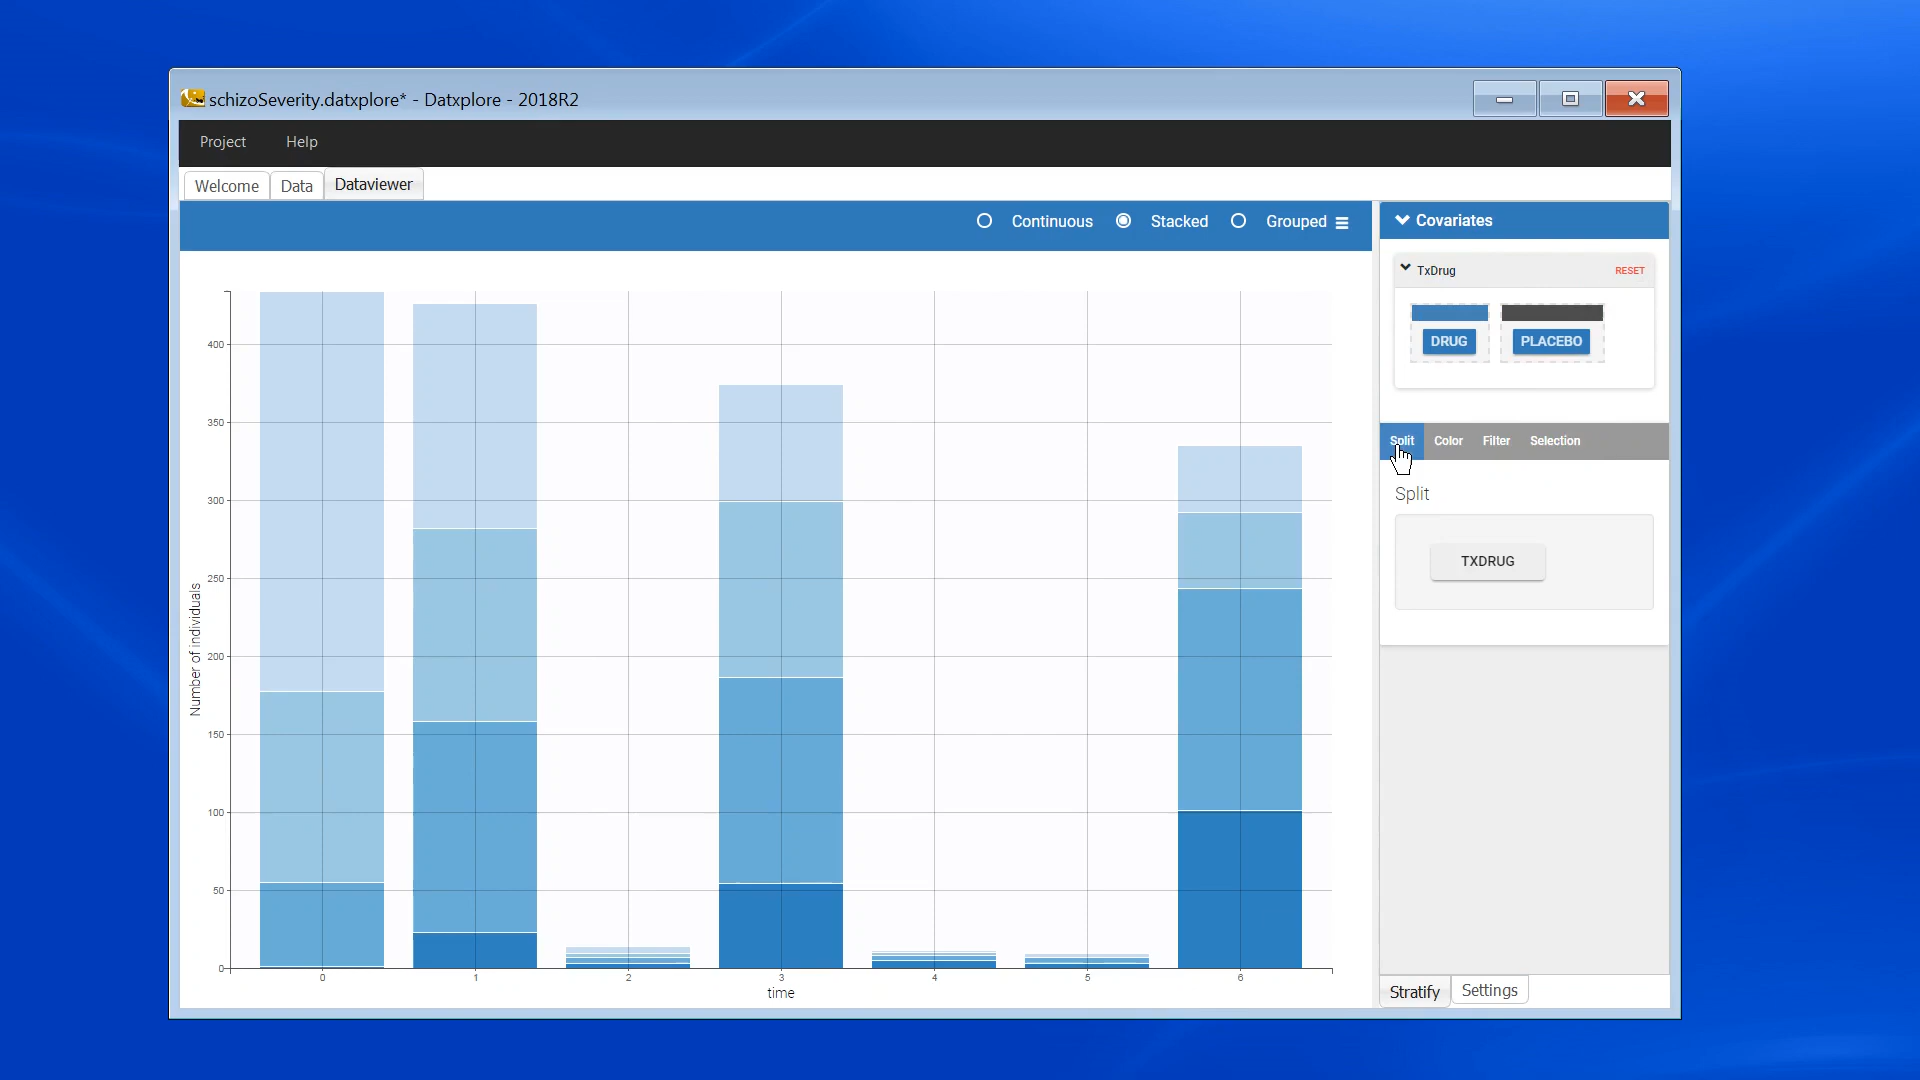 schizoSeverity.datxplore* - Datxplore - 2018R2
Project Help
Welcome Data Dataviewer
Continuous Stacked Grouped
Covariates
TxDrug RESET
DRUG PLACEBO
Split Color Filter Selection
Split
TXDRUG
400
350
300
250
200
150
100
50
0
Number of individuals
0 1 2 3 4 5 6
time
Stratify Settings